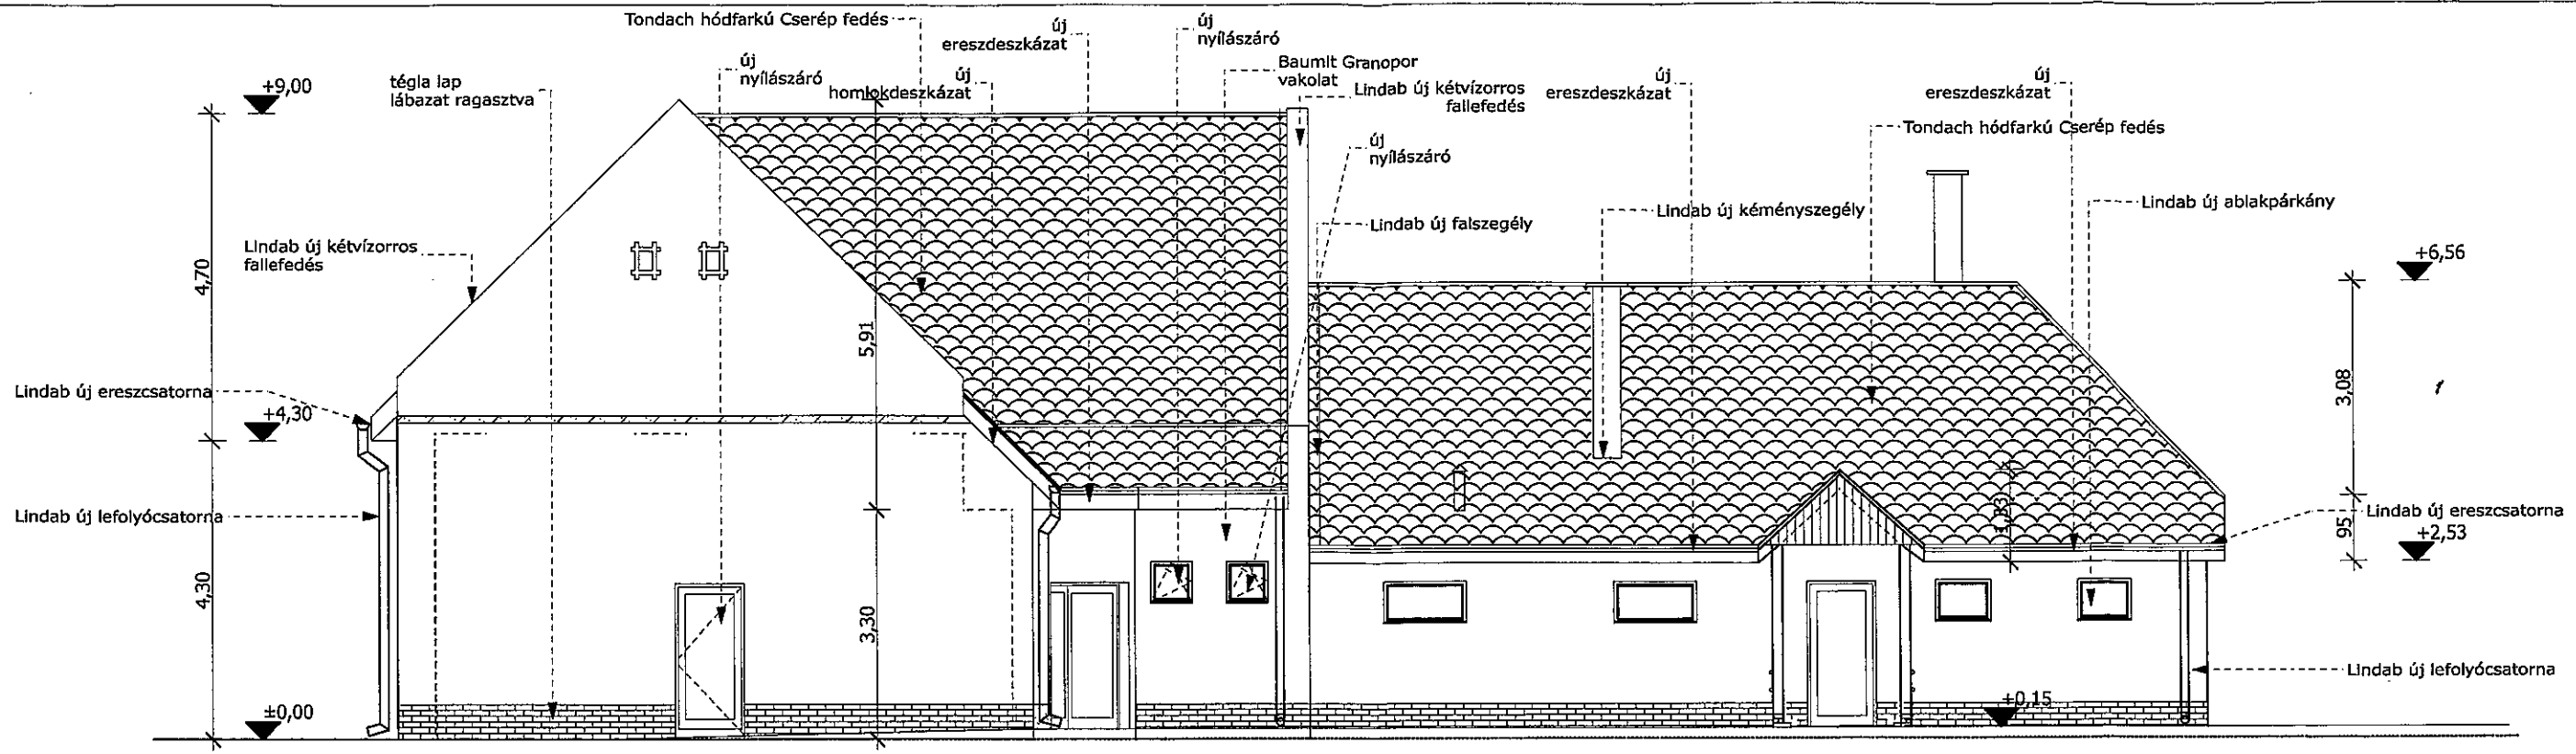 Tondach hódfarkú Cserép fedés
új
ereszdeszkázat
új
nyílászáró
új
nyílászáró
Baumit Granopor
vakolat
új
homlokdeszkázat
Lindab új kétvízorros
fallefedés
új
ereszdeszkázat
új
ereszdeszkázat
+9,00
tégla lap
lábazat ragasztva
Tondach hódfarkú Cserép fedés
új
nyílászáró
Lindab új ablakpárkány
Lindab új kéményszegély
Lindab új falszegély
Lindab új kétvízorros
fallefedés
+6,56
4,70
5,91
3,08
Lindab új ereszcsatorna
+4,30
Lindab új lefolyócsatorna
1,33
95
Lindab új ereszcsatorna
+2,53
4,30
3,30
Lindab új lefolyócsatorna
±0,00
+0,15